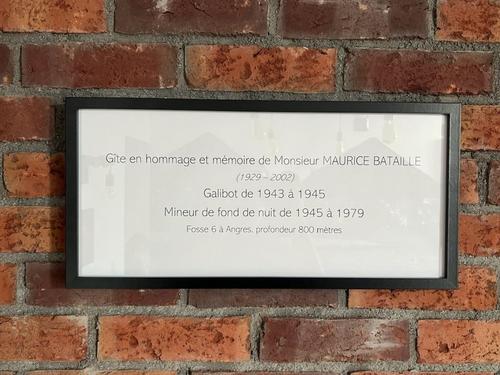 Gîte en hommage et mémoire de Monsieur MAURICE BATAILLE
(1929 – 2002)
Galibot de 1943 à 1945
Mineur de fond de nuit de 1945 à 1979
Fosse 6 à Angres, profondeur 800 mètres